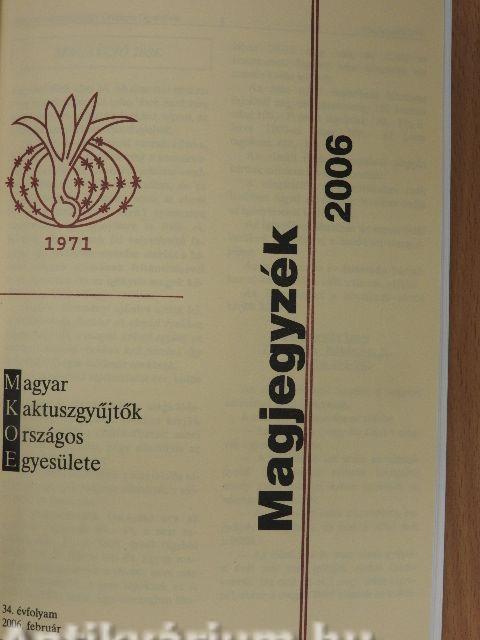 1971
Magyar
Kaktuszgyűjtők
Országos
Egyesülete
34. évfolyam
2006. február
Magjegyzék
2006